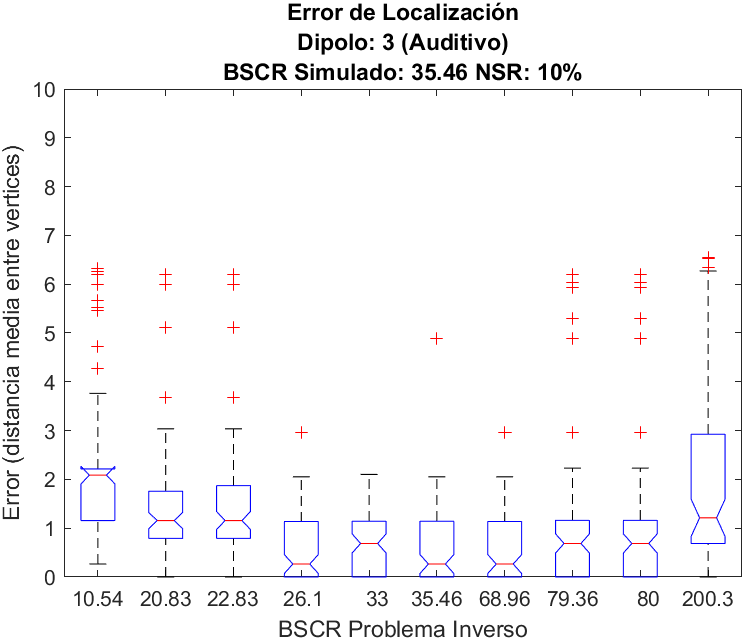 Error de Localización
Dipolo: 3 (Auditivo)
BSCR Simulado: 35.46 NSR: 10%
Error (distancia media entre vertices)
10
9
8
7
6
5
4
3
2
1
0
10.54 20.83 22.83 26.1 33 35.46 68.96 79.36 80 200.3
BSCR Problema Inverso